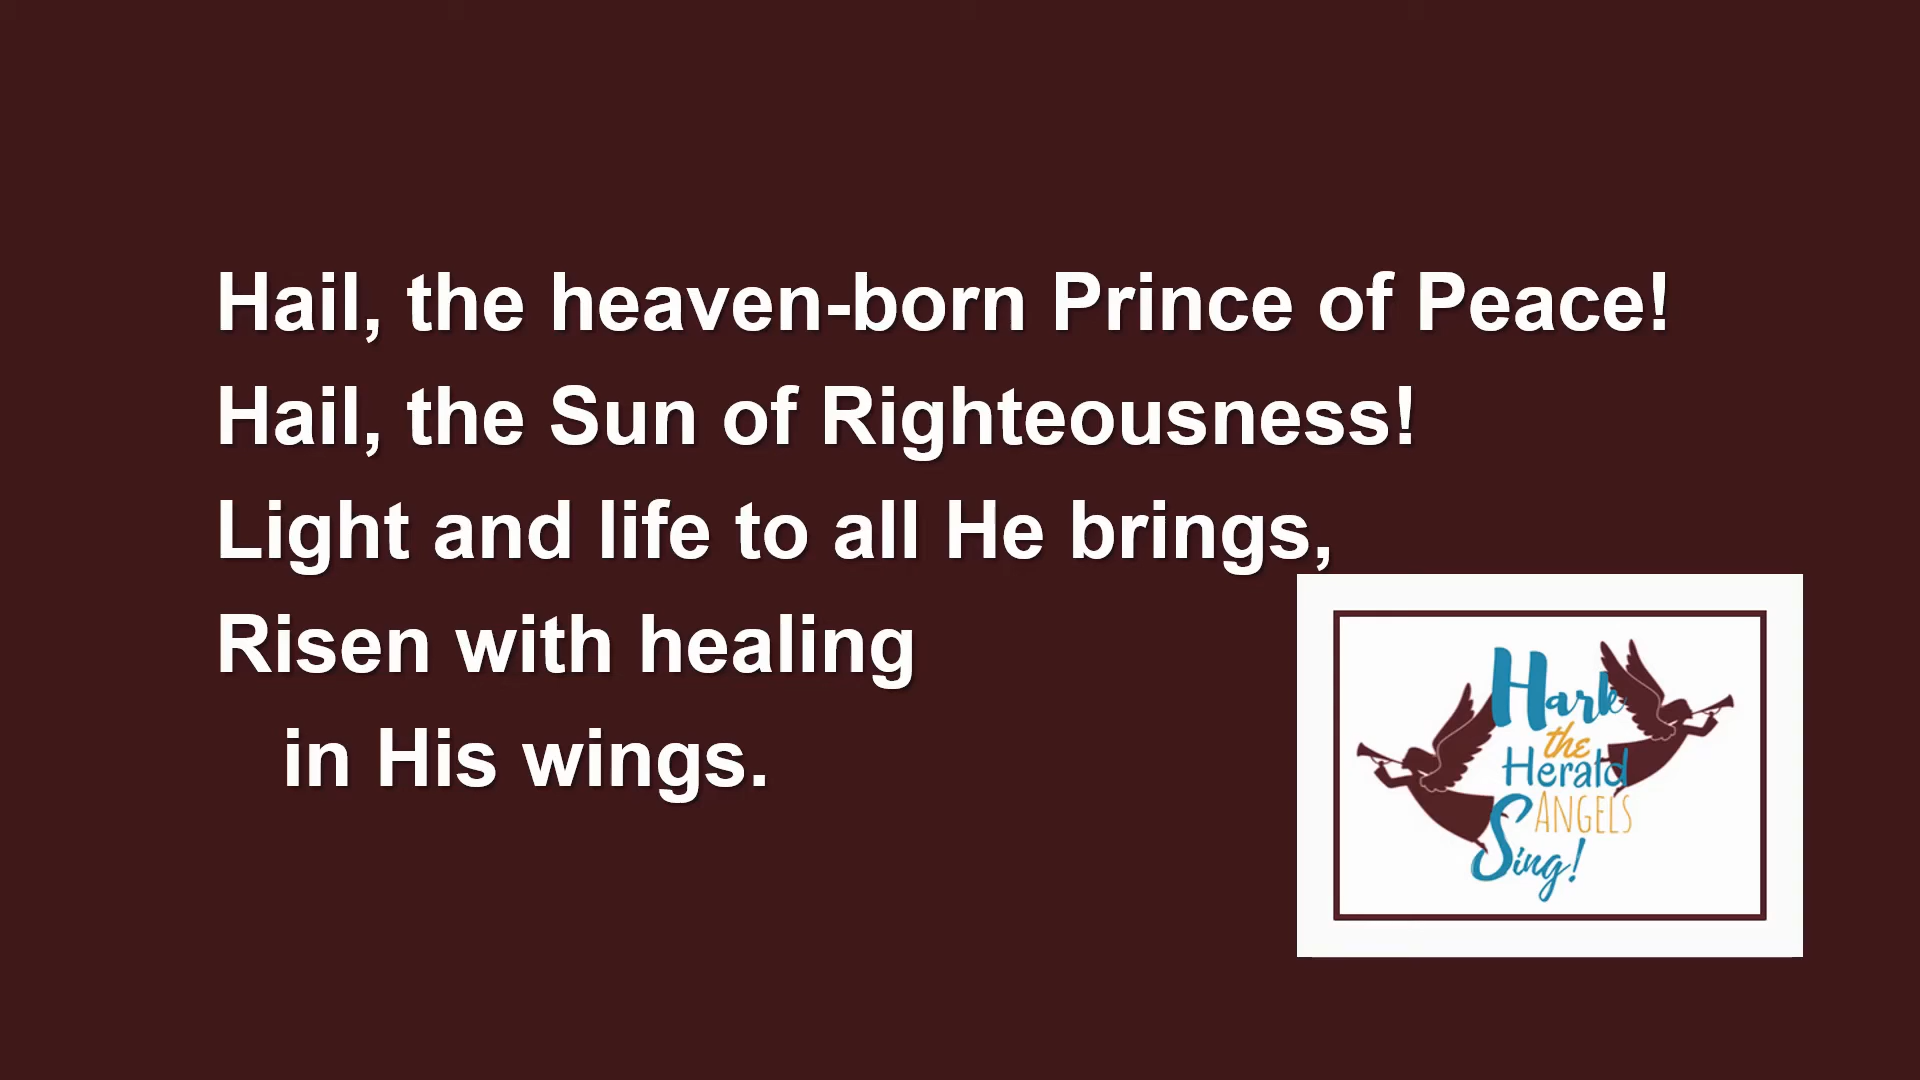 Hail, the heaven-born Prince of Peace!
Hail, the Sun of Righteousness!
Light and life to all He brings,
Risen with healing
in His wings.
Hark
the
Herald
ANGELS
Sing!